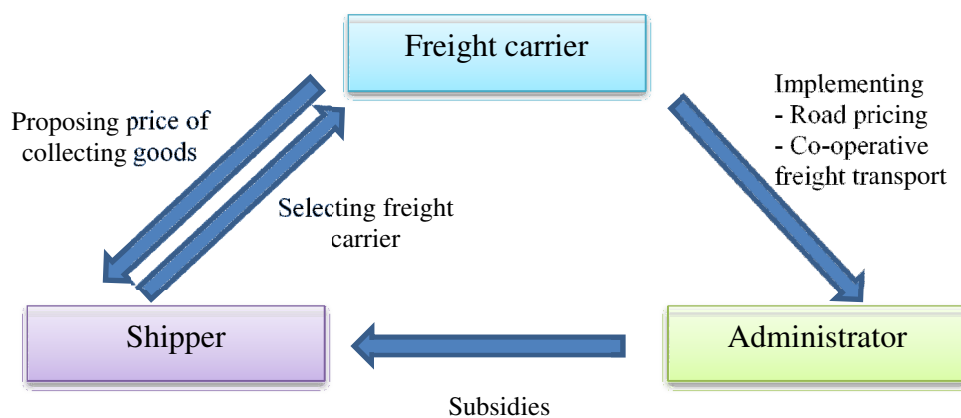 Freight carrier
Proposing price of
collecting goods
Implementing
- Road pricing
- Co-operative
freight transport
Selecting freight
carrier
Shipper
Administrator
Subsidies